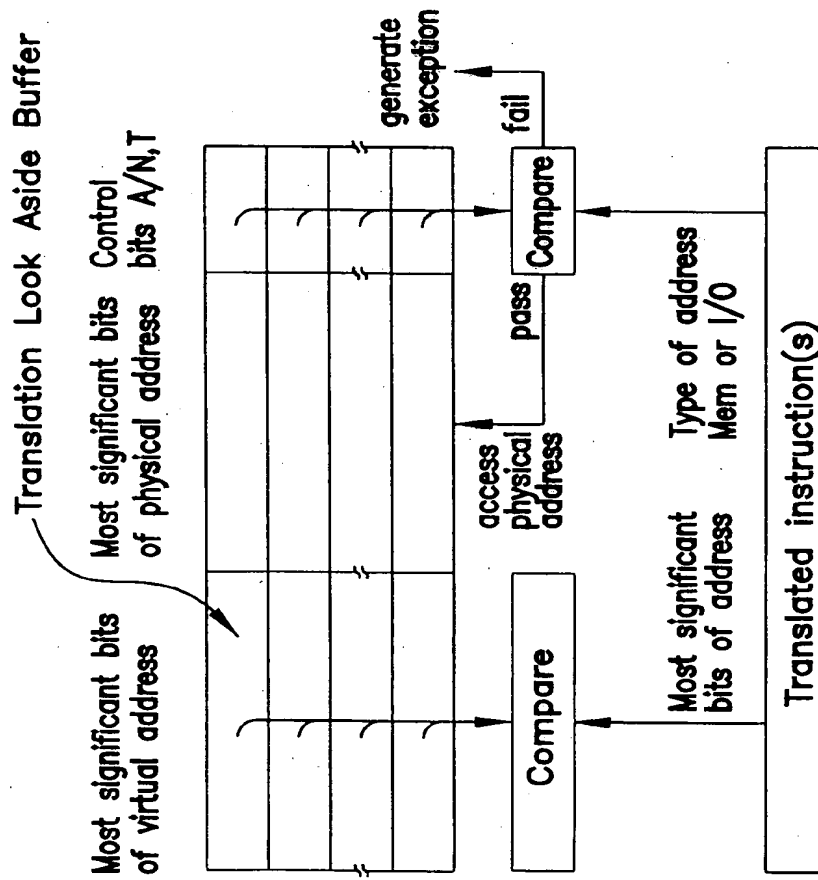 Translation Look Aside Buffer
Most significant bits
of virtual address
Most significant bits
of physical address
Control
bits A/N,T
generate
exception
access
physical
address
pass
fail
Compare
Compare
Most significant
bits of address
Type of address
Mem or I/O
Translated instruction(s)